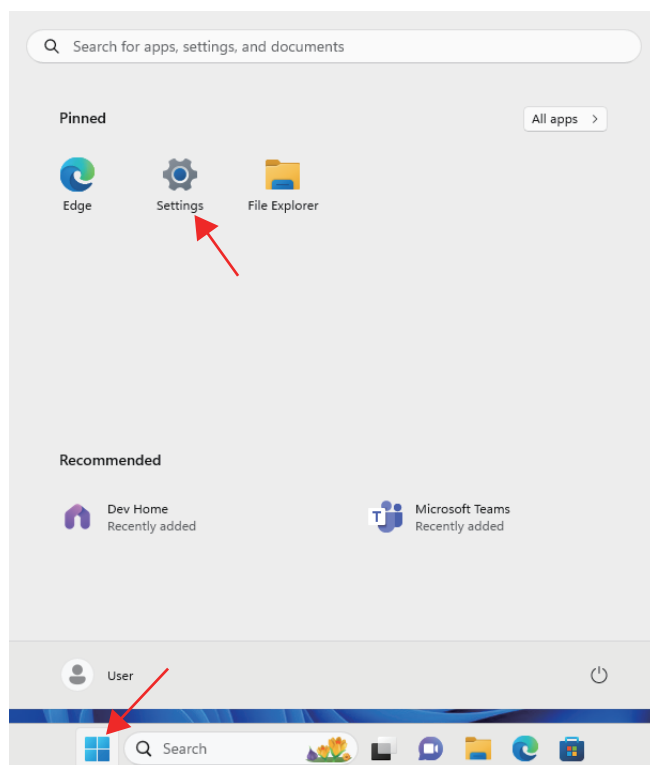 Search for apps, settings, and documents
Pinned
All apps
Edge
Settings
File Explorer
Recommended
Dev Home
Recently added
Microsoft Teams
Recently added
T
User
Search